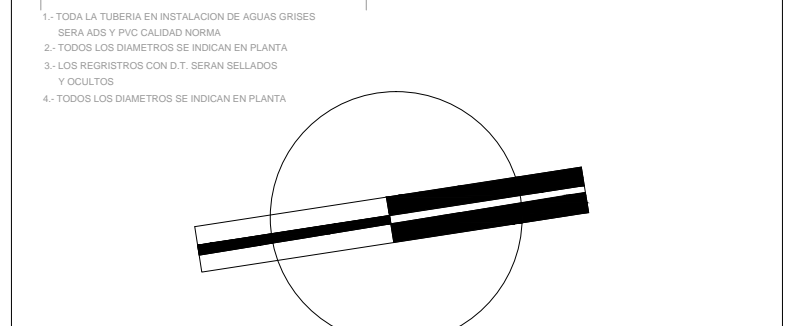 1.- TODA LA TUBERIA EN INSTALACION DE AGUAS GRISES
SERA ADS Y PVC CALIDAD NORMA
2.- TODOS LOS DIAMETROS SE INDICAN EN PLANTA
3.- LOS REGRISTROS CON D.T. SERAN SELLADOS
Y OCULTOS
4.- TODOS LOS DIAMETROS SE INDICAN EN PLANTA